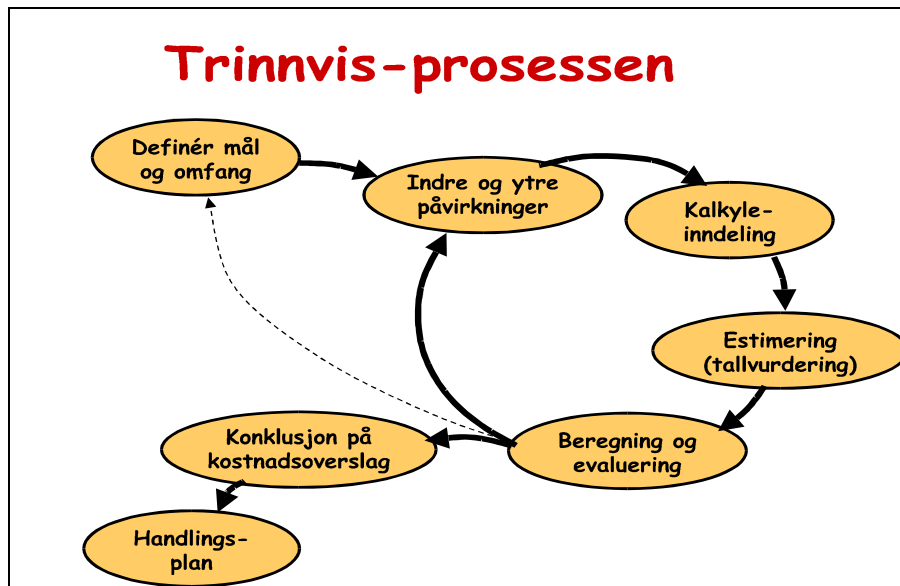 Trinnvis-prosessen
Definér mål
og omfang
Indre og ytre
påvirkninger
Kalkyle-
inndeling
Estimering
(tallvurdering)
Beregning og
evaluering
Konklusjon på
kostnadsoverslag
Handlings-
plan